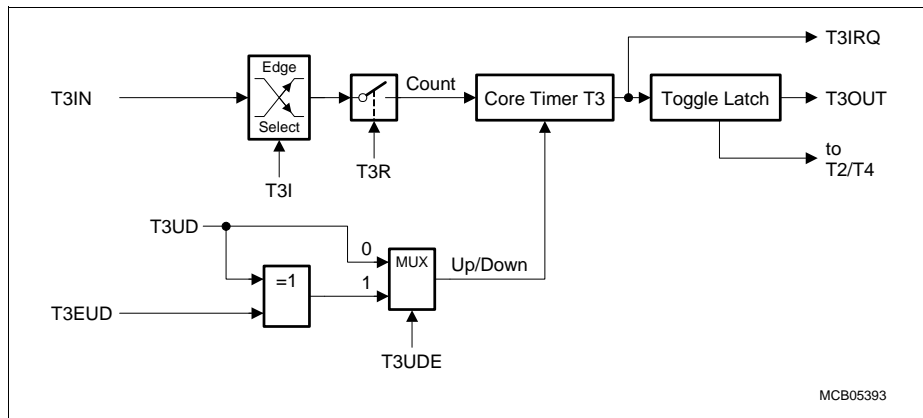 T3IRQ
Edge
Select
T3IN
Count
Core Timer T3
Toggle Latch
T3OUT
T3I
T3R
to
T2/T4
T3UD
0
MUX
Up/Down
=1
1
T3EUD
T3UDE
MCB05393